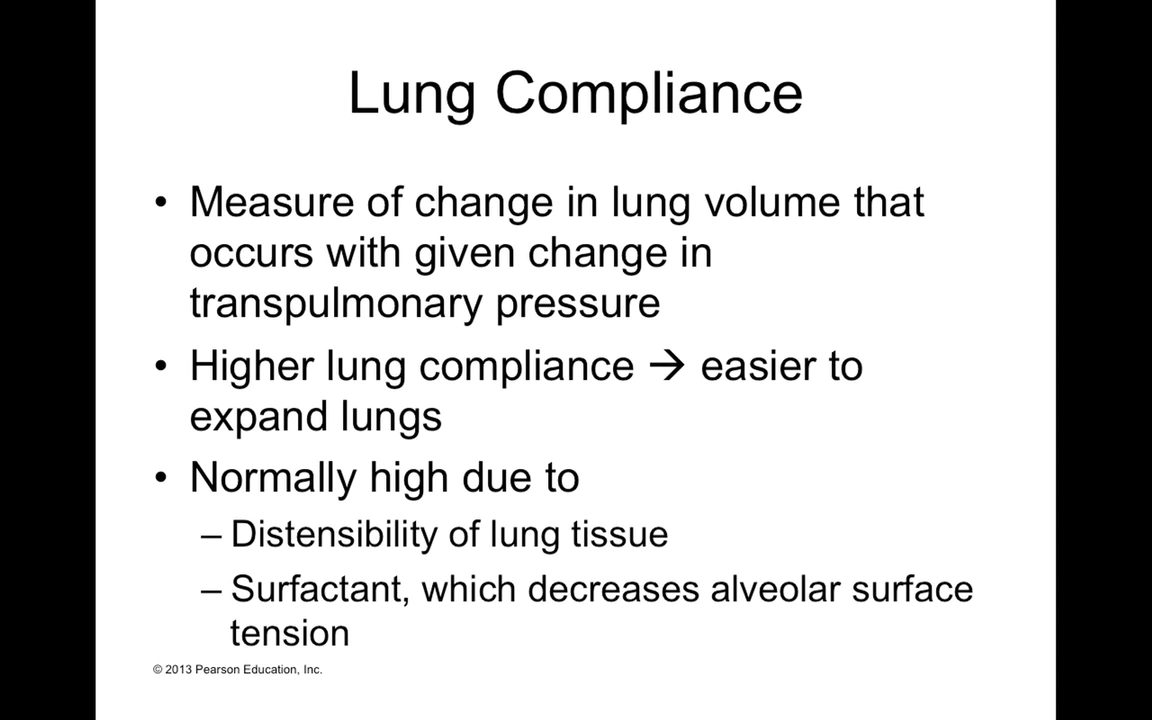 Lung Compliance
• Measure of change in lung volume that
occurs with given change in
transpulmonary pressure
• Higher lung compliance → easier to
expand lungs
• Normally high due to
– Distensibility of lung tissue
– Surfactant, which decreases alveolar surface
tension
© 2013 Pearson Education, Inc.